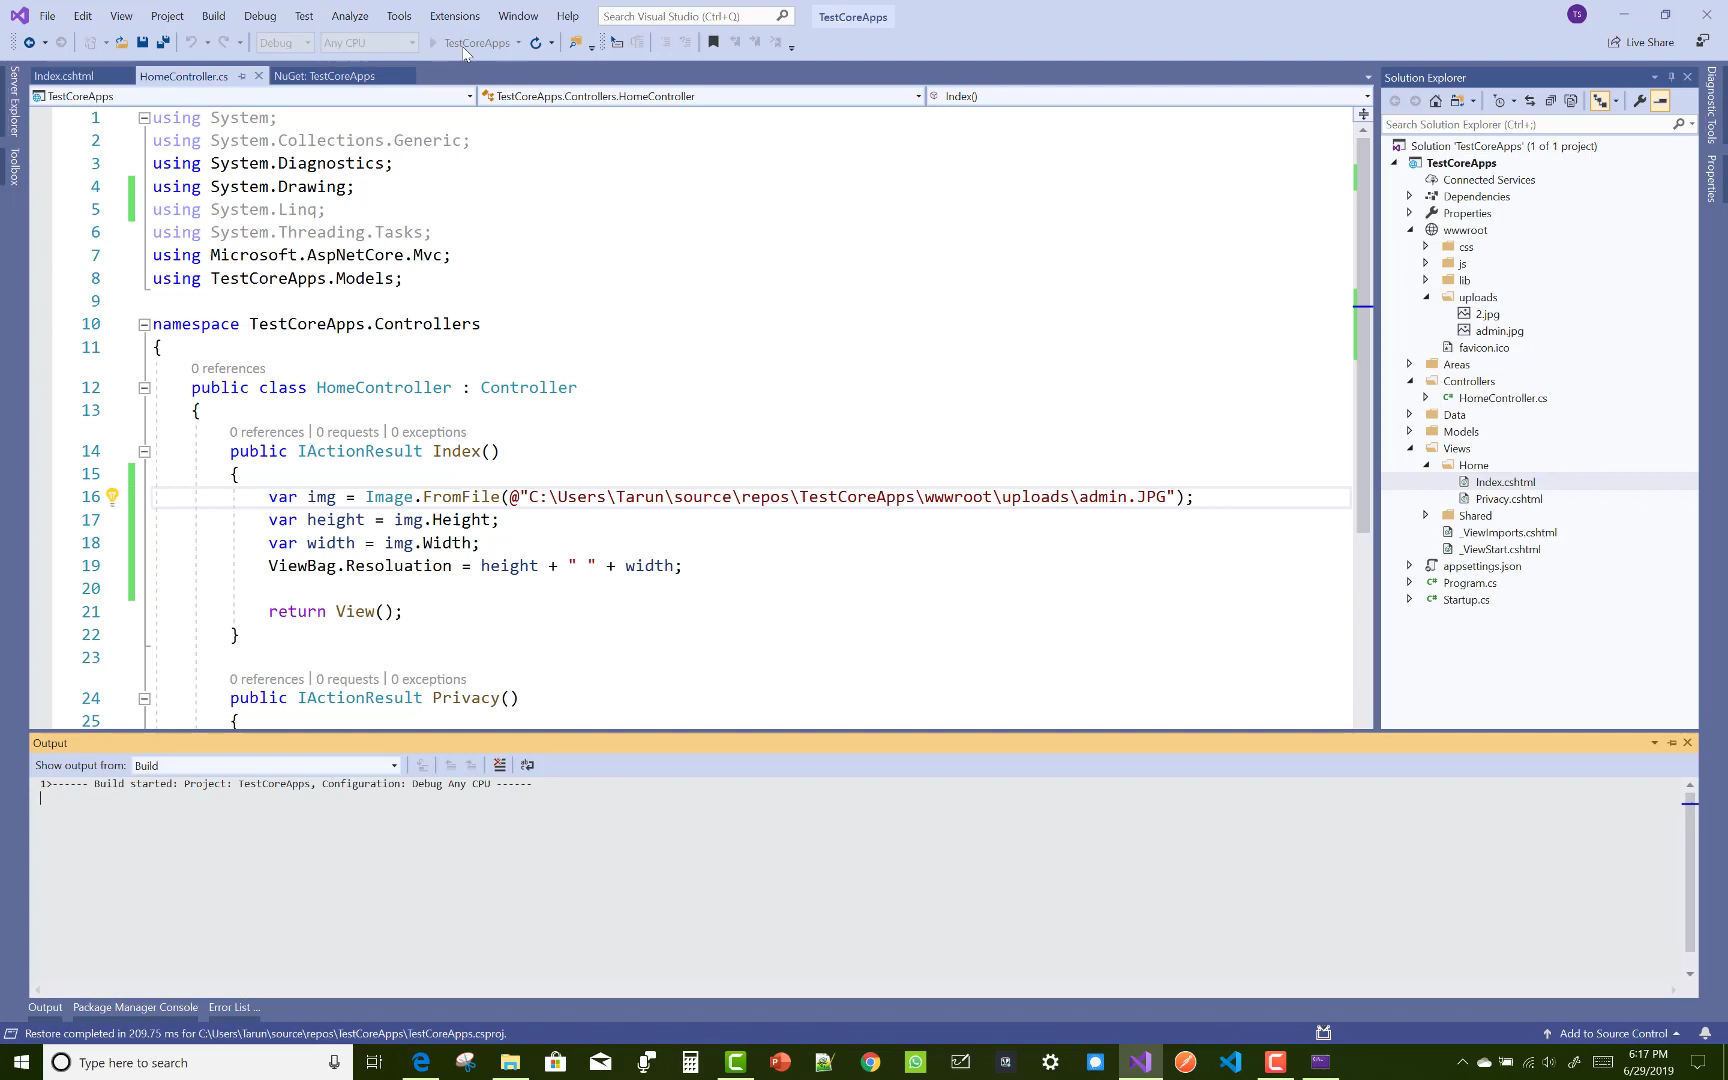 File Edit View Project Build Debug Test Analyze Tools Extensions Window Help Search Visual Studio (Ctrl+Q) TestCoreApps TS
Debug Any CPU TestCoreApps Live Share
Index.cshtml HomeController.cs NuGet: TestCoreApps
TestCoreApps TestCoreApps.Controllers.HomeController Index()
Server Explorer
Toolbox
1 using System;
2 using System.Collections.Generic;
3 using System.Diagnostics;
4 using System.Drawing;
5 using System.Linq;
6 using System.Threading.Tasks;
7 using Microsoft.AspNetCore.Mvc;
8 using TestCoreApps.Models;
9
10 namespace TestCoreApps.Controllers
11 {
0 references
12 public class HomeController : Controller
13 {
0 references | 0 requests | 0 exceptions
14 public IActionResult Index()
15 {
16 var img = Image.FromFile(@"C:\Users\Tarun\source\repos\TestCoreApps\wwwroot\uploads\admin.JPG");
17 var height = img.Height;
18 var width = img.Width;
19 ViewBag.Resoluation = height + " " + width;
20
21 return View();
22 }
23
0 references | 0 requests | 0 exceptions
24 public IActionResult Privacy()
25 {
Solution Explorer
Search Solution Explorer (Ctrl+;)
Solution 'TestCoreApps' (1 of 1 project)
TestCoreApps
Connected Services
Dependencies
Properties
wwwroot
css
js
lib
uploads
2.jpg
admin.jpg
favicon.ico
Areas
Controllers
C# HomeController.cs
Data
Models
Views
Home
Index.cshtml
Privacy.cshtml
Shared
_ViewImports.cshtml
_ViewStart.cshtml
appsettings.json
C# Program.cs
C# Startup.cs
Diagnostic Tools
Properties
Output
Show output from: Build
1>------ Build started: Project: TestCoreApps, Configuration: Debug Any CPU ------
Output Package Manager Console Error List ...
Restore completed in 209.75 ms for C:\Users\Tarun\source\repos\TestCoreApps\TestCoreApps.csproj. Add to Source Control
Type here to search 6:17 PM
6/29/2019